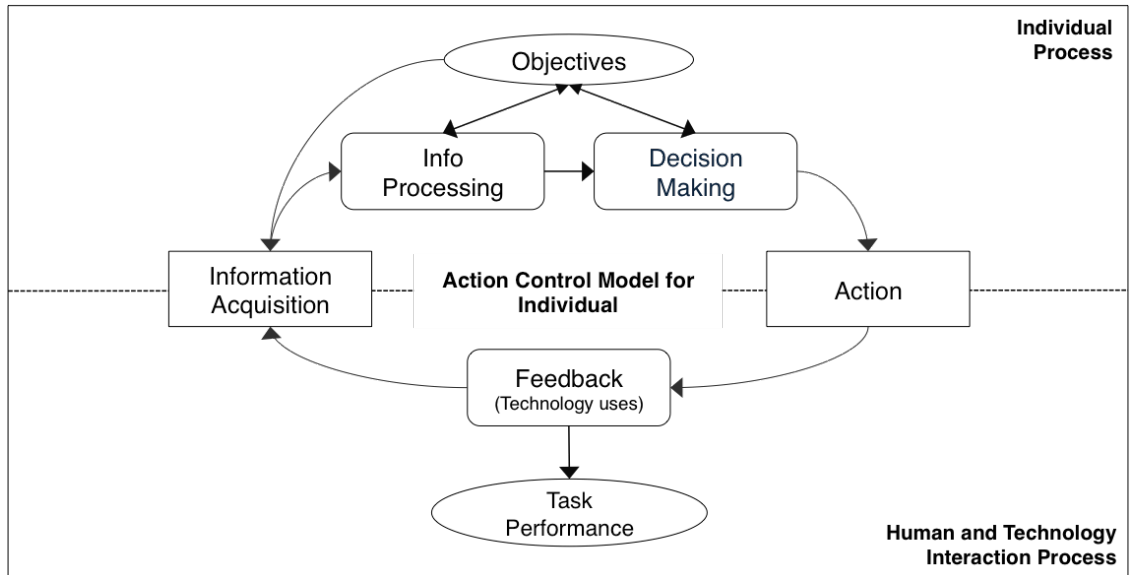 Individual
Process
Objectives
Info
Processing
Decision
Making
Information
Acquisition
Action Control Model for
Individual
Action
Feedback
(Technology uses)
Task
Performance
Human and Technology
Interaction Process